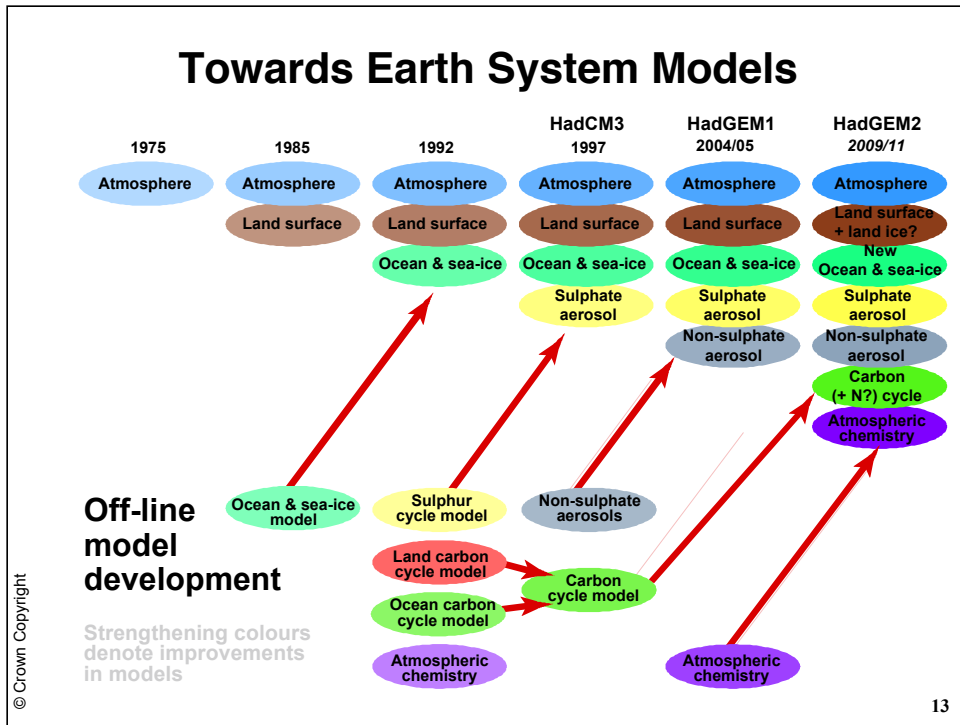 Towards Earth System Models
1975
1985
1992
HadCM3
1997
HadGEM1
2004/05
HadGEM2
2009/11
Atmosphere
Atmosphere
Atmosphere
Atmosphere
Atmosphere
Atmosphere
Land surface
Land surface
Land surface
Land surface
Land surface
+ land ice?
Ocean & sea-ice
Ocean & sea-ice
Ocean & sea-ice
New
Ocean & sea-ice
Sulphate
aerosol
Sulphate
aerosol
Sulphate
aerosol
Non-sulphate
aerosol
Non-sulphate
aerosol
Carbon
(+ N?) cycle
Atmospheric
chemistry
Off-line
model
development
Ocean & sea-ice
model
Sulphur
cycle model
Non-sulphate
aerosols
Land carbon
cycle model
Carbon
cycle model
Ocean carbon
cycle model
Atmospheric
chemistry
Atmospheric
chemistry
Strengthening colours
denote improvements
in models
© Crown Copyright
13